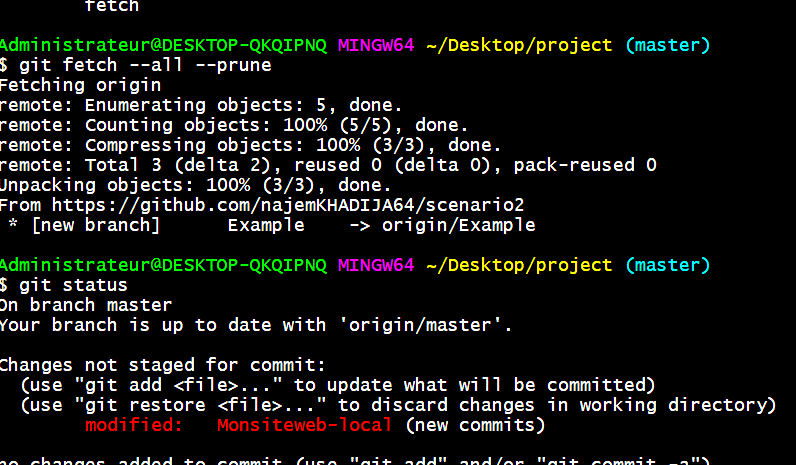 fetch
Administrateur@DESKTOP-QKQIPNQ MINGW64 ~/Desktop/project (master)
$ git fetch --all --prune
Fetching origin
remote: Enumerating objects: 5, done.
remote: Counting objects: 100% (5/5), done.
remote: Compressing objects: 100% (3/3), done.
remote: Total 3 (delta 2), reused 0 (delta 0), pack-reused 0
Unpacking objects: 100% (3/3), done.
From https://github.com/najemKHADIJA64/scenario2
* [new branch]      Example    -> origin/Example
Administrateur@DESKTOP-QKQIPNQ MINGW64 ~/Desktop/project (master)
$ git status
On branch master
Your branch is up to date with 'origin/master'.
Changes not staged for commit:
(use "git add <file>..." to update what will be committed)
(use "git restore <file>..." to discard changes in working directory)
modified:   Monsiteweb-local (new commits)
no changes added to commit (use "git add" and/or "git commit -a")